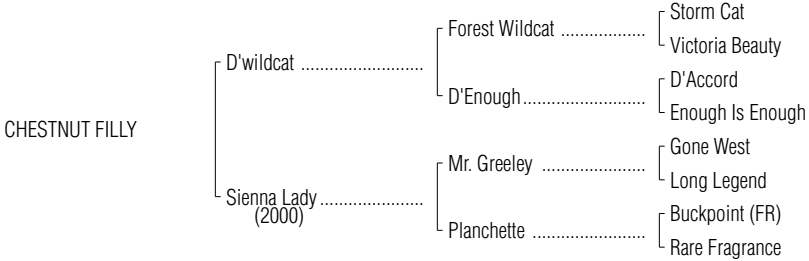 Storm Cat
Forest Wildcat ....................
Victoria Beauty
D'wildcat ..........................
D'Accord
D'Enough..........................
Enough Is Enough
CHESTNUT FILLY
Gone West
Mr. Greeley ......................
Long Legend
Sienna Lady......................
(2000)
Buckpoint (FR)
Planchette ........................
Rare Fragrance